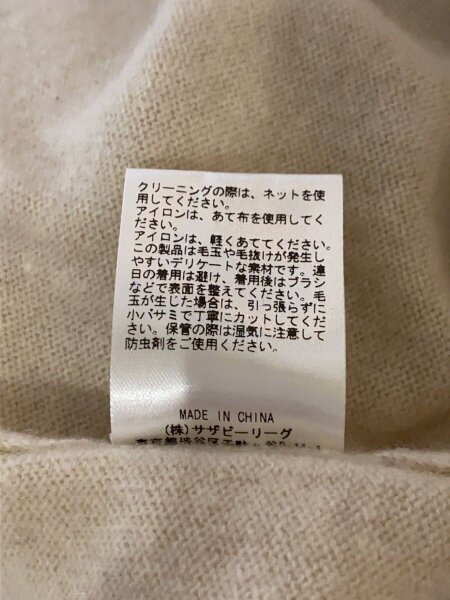 クリーニングの際は、ネットを使
用してください。
アイロンは、あて布を使用してく
ださい。
アイロンは、軽くあててください。
この製品は毛玉や毛抜けが発生し
やすいデリケートな素材です。連
日の着用は避け、着用後はブラシ
などで表面を整えてください。毛
玉が生じた場合は、引っ張らずに
小バサミで丁寧にカットしてくだ
さい。保管の際は湿気に注意して
防虫剤をご使用ください。
MADE IN CHINA
(株)サザビーリーグ
東京都渋谷区千駄